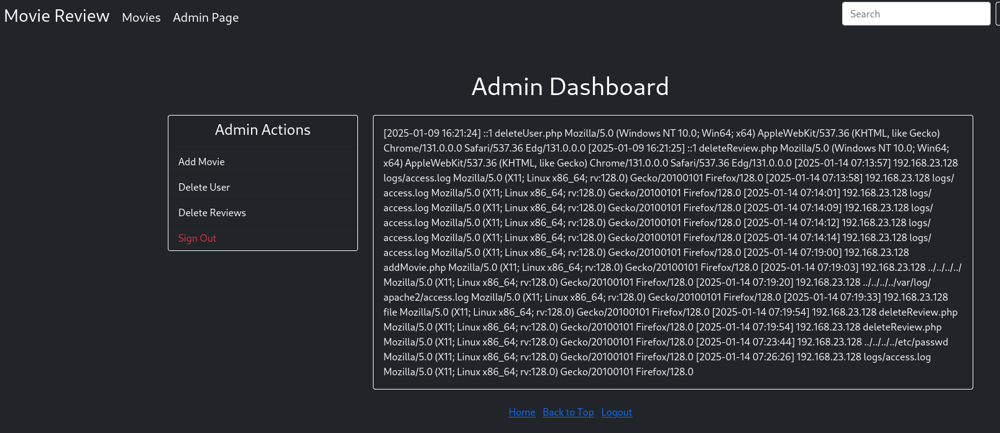 Movie Review Movies Admin Page Search
Admin Dashboard
Admin Actions
Add Movie
Delete User
Delete Reviews
Sign Out
[2025-01-09 16:21:24] ::1 deleteUser.php Mozilla/5.0 (Windows NT 10.0; Win64; x64) AppleWebKit/537.36 (KHTML, like Gecko)
Chrome/131.0.0.0 Safari/537.36 Edg/131.0.0.0 [2025-01-09 16:21:25] ::1 deleteReview.php Mozilla/5.0 (Windows NT 10.0; Win64;
x64) AppleWebKit/537.36 (KHTML, like Gecko) Chrome/131.0.0.0 Safari/537.36 Edg/131.0.0.0 [2025-01-14 07:13:57] 192.168.23.128
logs/access.log Mozilla/5.0 (X11; Linux x86_64; rv:128.0) Gecko/20100101 Firefox/128.0 [2025-01-14 07:13:58] 192.168.23.128 logs/
access.log Mozilla/5.0 (X11; Linux x86_64; rv:128.0) Gecko/20100101 Firefox/128.0 [2025-01-14 07:14:01] 192.168.23.128 logs/
access.log Mozilla/5.0 (X11; Linux x86_64; rv:128.0) Gecko/20100101 Firefox/128.0 [2025-01-14 07:14:09] 192.168.23.128 logs/
access.log Mozilla/5.0 (X11; Linux x86_64; rv:128.0) Gecko/20100101 Firefox/128.0 [2025-01-14 07:14:12] 192.168.23.128 logs/
access.log Mozilla/5.0 (X11; Linux x86_64; rv:128.0) Gecko/20100101 Firefox/128.0 [2025-01-14 07:14:14] 192.168.23.128 logs/
access.log Mozilla/5.0 (X11; Linux x86_64; rv:128.0) Gecko/20100101 Firefox/128.0 [2025-01-14 07:19:00] 192.168.23.128
addMovie.php Mozilla/5.0 (X11; Linux x86_64; rv:128.0) Gecko/20100101 Firefox/128.0 [2025-01-14 07:19:03] 192.168.23.128 ../../../../
Mozilla/5.0 (X11; Linux x86_64; rv:128.0) Gecko/20100101 Firefox/128.0 [2025-01-14 07:19:20] 192.168.23.128 ../../../../var/log/
apache2/access.log Mozilla/5.0 (X11; Linux x86_64; rv:128.0) Gecko/20100101 Firefox/128.0 [2025-01-14 07:19:33] 192.168.23.128
file Mozilla/5.0 (X11; Linux x86_64; rv:128.0) Gecko/20100101 Firefox/128.0 [2025-01-14 07:19:54] 192.168.23.128 deleteReview.php
Mozilla/5.0 (X11; Linux x86_64; rv:128.0) Gecko/20100101 Firefox/128.0 [2025-01-14 07:19:54] 192.168.23.128 deleteReview.php
Mozilla/5.0 (X11; Linux x86_64; rv:128.0) Gecko/20100101 Firefox/128.0 [2025-01-14 07:23:44] 192.168.23.128 ../../../../etc/passwd
Mozilla/5.0 (X11; Linux x86_64; rv:128.0) Gecko/20100101 Firefox/128.0 [2025-01-14 07:26:26] 192.168.23.128 logs/access.log
Mozilla/5.0 (X11; Linux x86_64; rv:128.0) Gecko/20100101 Firefox/128.0
Home Back to Top Logout